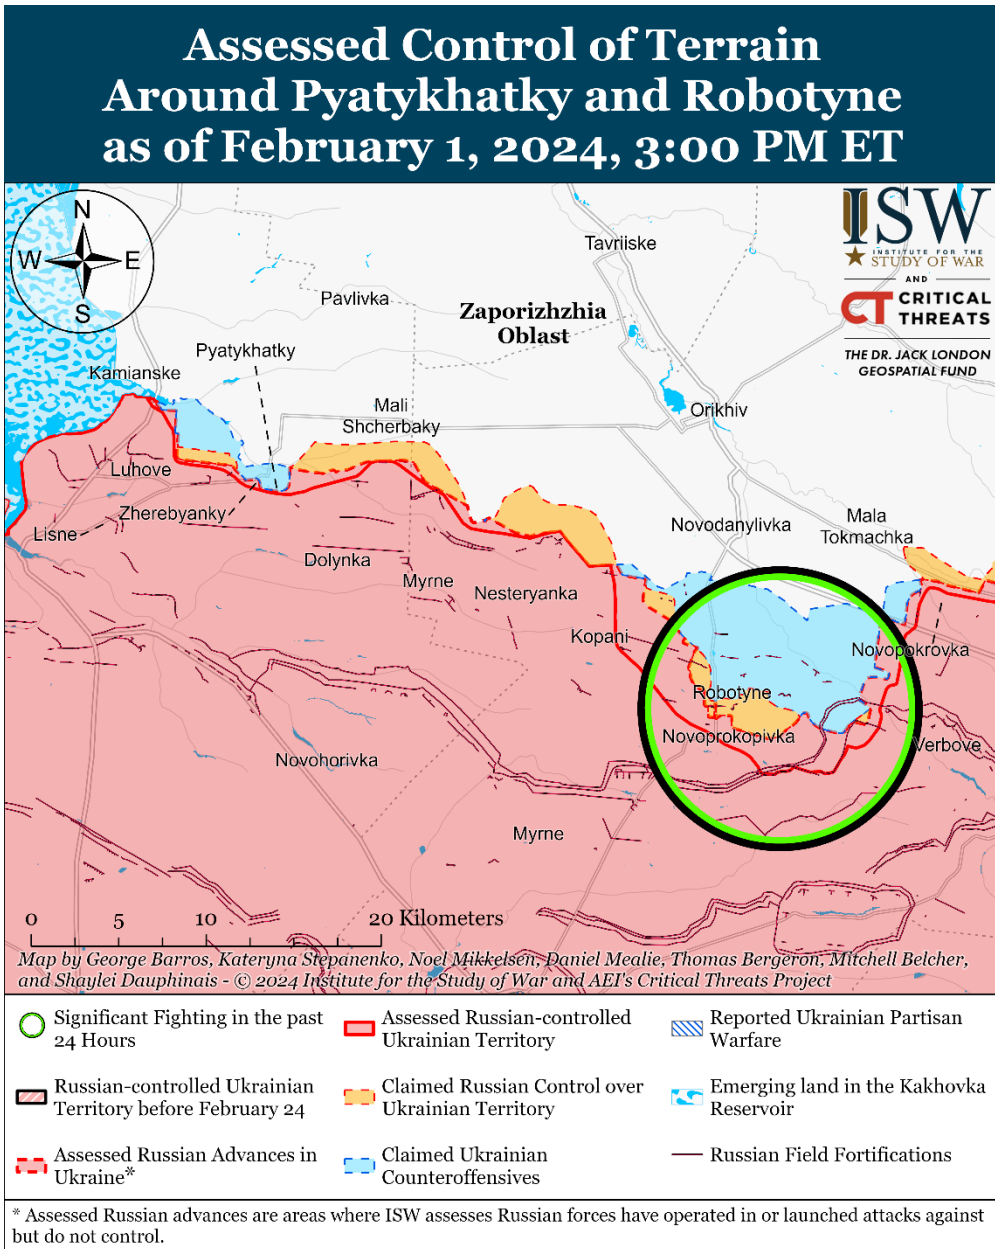 Assessed Control of Terrain
Around Pyatykhatky and Robotyne
as of February 1, 2024, 3:00 PM ET
N
W
E
S
ISW
INSTITUTE FOR THE
STUDY OF WAR
AND
CT CRITICAL
THREATS
THE DR. JACK LONDON
GEOSPATIAL FUND
Tavriiske
Pavlivka
Zaporizhzhia
Oblast
Pyatykhatky
Kamianske
Mali
Shcherbaky
Orikhiv
Luhove
Zherebyanky
Lisne
Novodanylivka
Mala
Tokmachka
Dolynka
Myrne
Nesteryanka
Kopani
Novopokrovka
Robotyne
Novoprokopivka
Verbove
Novohorivka
Myrne
0 5 10 20 Kilometers
Map by George Barros, Kateryna Stepanenko, Noel Mikkelsen, Daniel Mealie, Thomas Bergeron, Mitchell Belcher,
and Shaylei Dauphinais - © 2024 Institute for the Study of War and AEI's Critical Threats Project
Significant Fighting in the past
24 Hours
Assessed Russian-controlled
Ukrainian Territory
Reported Ukrainian Partisan
Warfare
Russian-controlled Ukrainian
Territory before February 24
Claimed Russian Control over
Ukrainian Territory
Emerging land in the Kakhovka
Reservoir
Assessed Russian Advances in
Ukraine*
Claimed Ukrainian
Counteroffensives
Russian Field Fortifications
* Assessed Russian advances are areas where ISW assesses Russian forces have operated in or launched attacks against
but do not control.